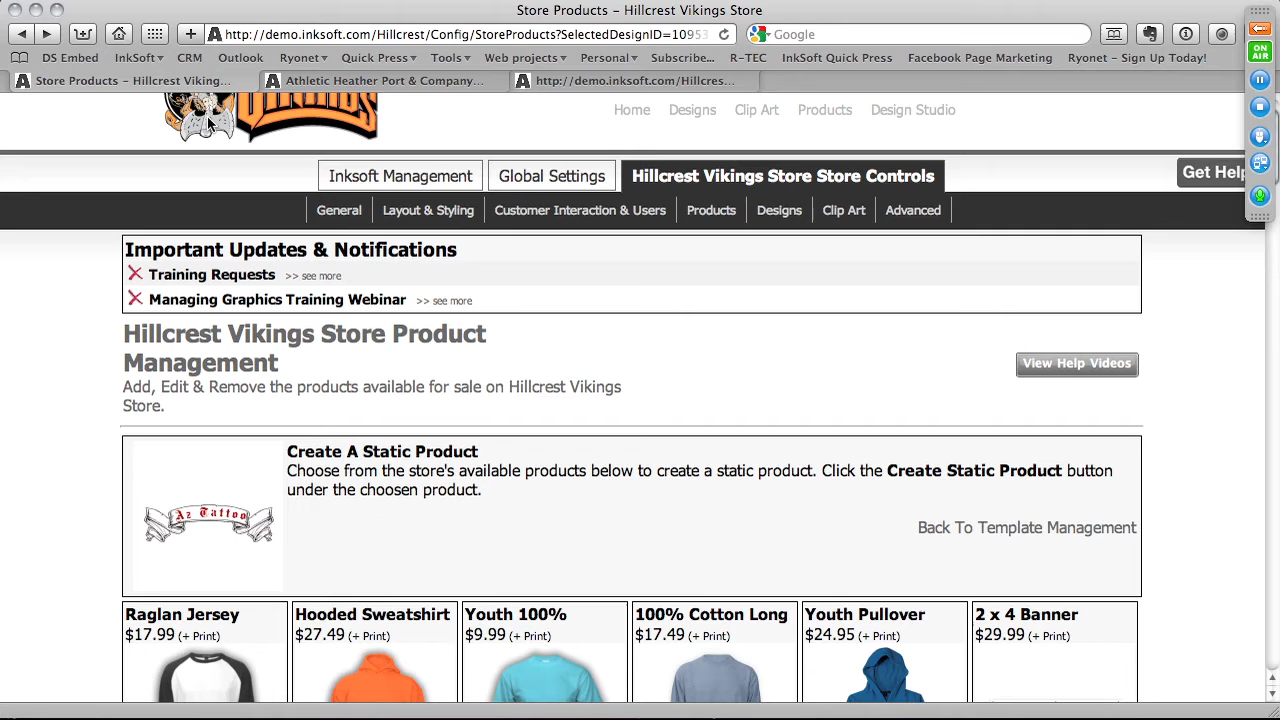 Store Products – Hillcrest Vikings Store
http://demo.inksoft.com/Hillcrest/Config/StoreProducts?SelectedDesignID=10953
Google
DS Embed InkSoft CRM Outlook Ryonet Quick Press Tools Web projects Personal Subscribe... R-TEC InkSoft Quick Press Facebook Page Marketing Ryonet - Sign Up Today!
Store Products – Hillcrest Viking... Athletic Heather Port & Company... http://demo.inksoft.com/Hillcres...
ON AIR
VIKINGS
Home Designs Clip Art Products Design Studio
Inksoft Management Global Settings Hillcrest Vikings Store Store Controls Get Help
General Layout & Styling Customer Interaction & Users Products Designs Clip Art Advanced
Important Updates & Notifications
Training Requests >> see more
Managing Graphics Training Webinar >> see more
Hillcrest Vikings Store Product
Management
View Help Videos
Add, Edit & Remove the products available for sale on Hillcrest Vikings
Store.
Create A Static Product
Choose from the store's available products below to create a static product. Click the Create Static Product button
under the choosen product.
Az Tattoo
Back To Template Management
Raglan Jersey Hooded Sweatshirt Youth 100% 100% Cotton Long Youth Pullover 2 x 4 Banner
$17.99 (+ Print) $27.49 (+ Print) $9.99 (+ Print) $17.49 (+ Print) $24.95 (+ Print) $29.99 (+ Print)